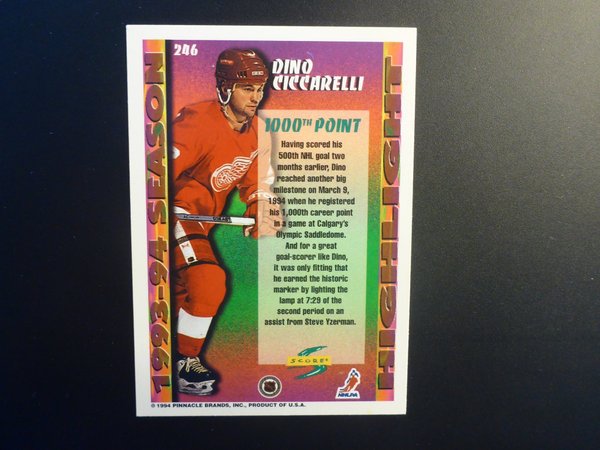 246
DINO
CICCARELLI
1993-94 SEASON
HIGHLIGHT
1000TH POINT
Having scored his
500th NHL goal two
months earlier, Dino
reached another big
milestone on March 9,
1994 when he registered
his 1,000th career point
in a game at Calgary's
Olympic Saddledome.
And for a great
goal-scorer like Dino,
it was only fitting that
he earned the historic
marker by lighting the
lamp at 7:29 of the
second period on an
assist from Steve Yzerman.
SCORE
NHL
NHLPA
© 1994 PINNACLE BRANDS, INC., PRODUCT OF U.S.A.